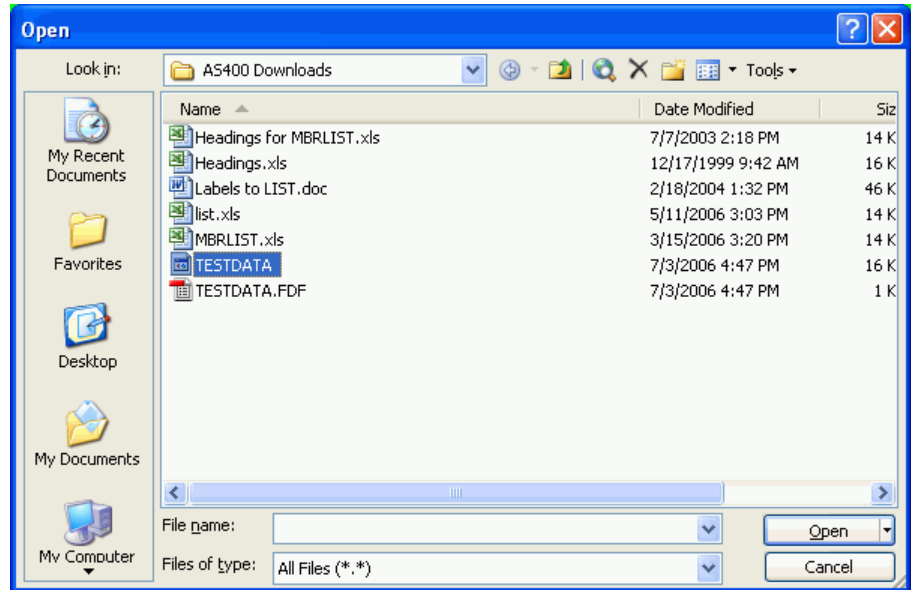 Open
Look in: AS400 Downloads Tools
Name Date Modified Siz
Headings for MBRLIST.xls 7/7/2003 2:18 PM 14 K
Headings.xls 12/17/1999 9:42 AM 16 K
Labels to LIST.doc 2/18/2004 1:32 PM 46 K
list.xls 5/11/2006 3:03 PM 14 K
MBRLIST.xls 3/15/2006 3:20 PM 14 K
TESTDATA 7/3/2006 4:47 PM 16 K
TESTDATA.FDF 7/3/2006 4:47 PM 1 K
My Recent
Documents
Favorites
Desktop
My Documents
My Computer
File name: Open
Files of type: All Files (*.*) Cancel